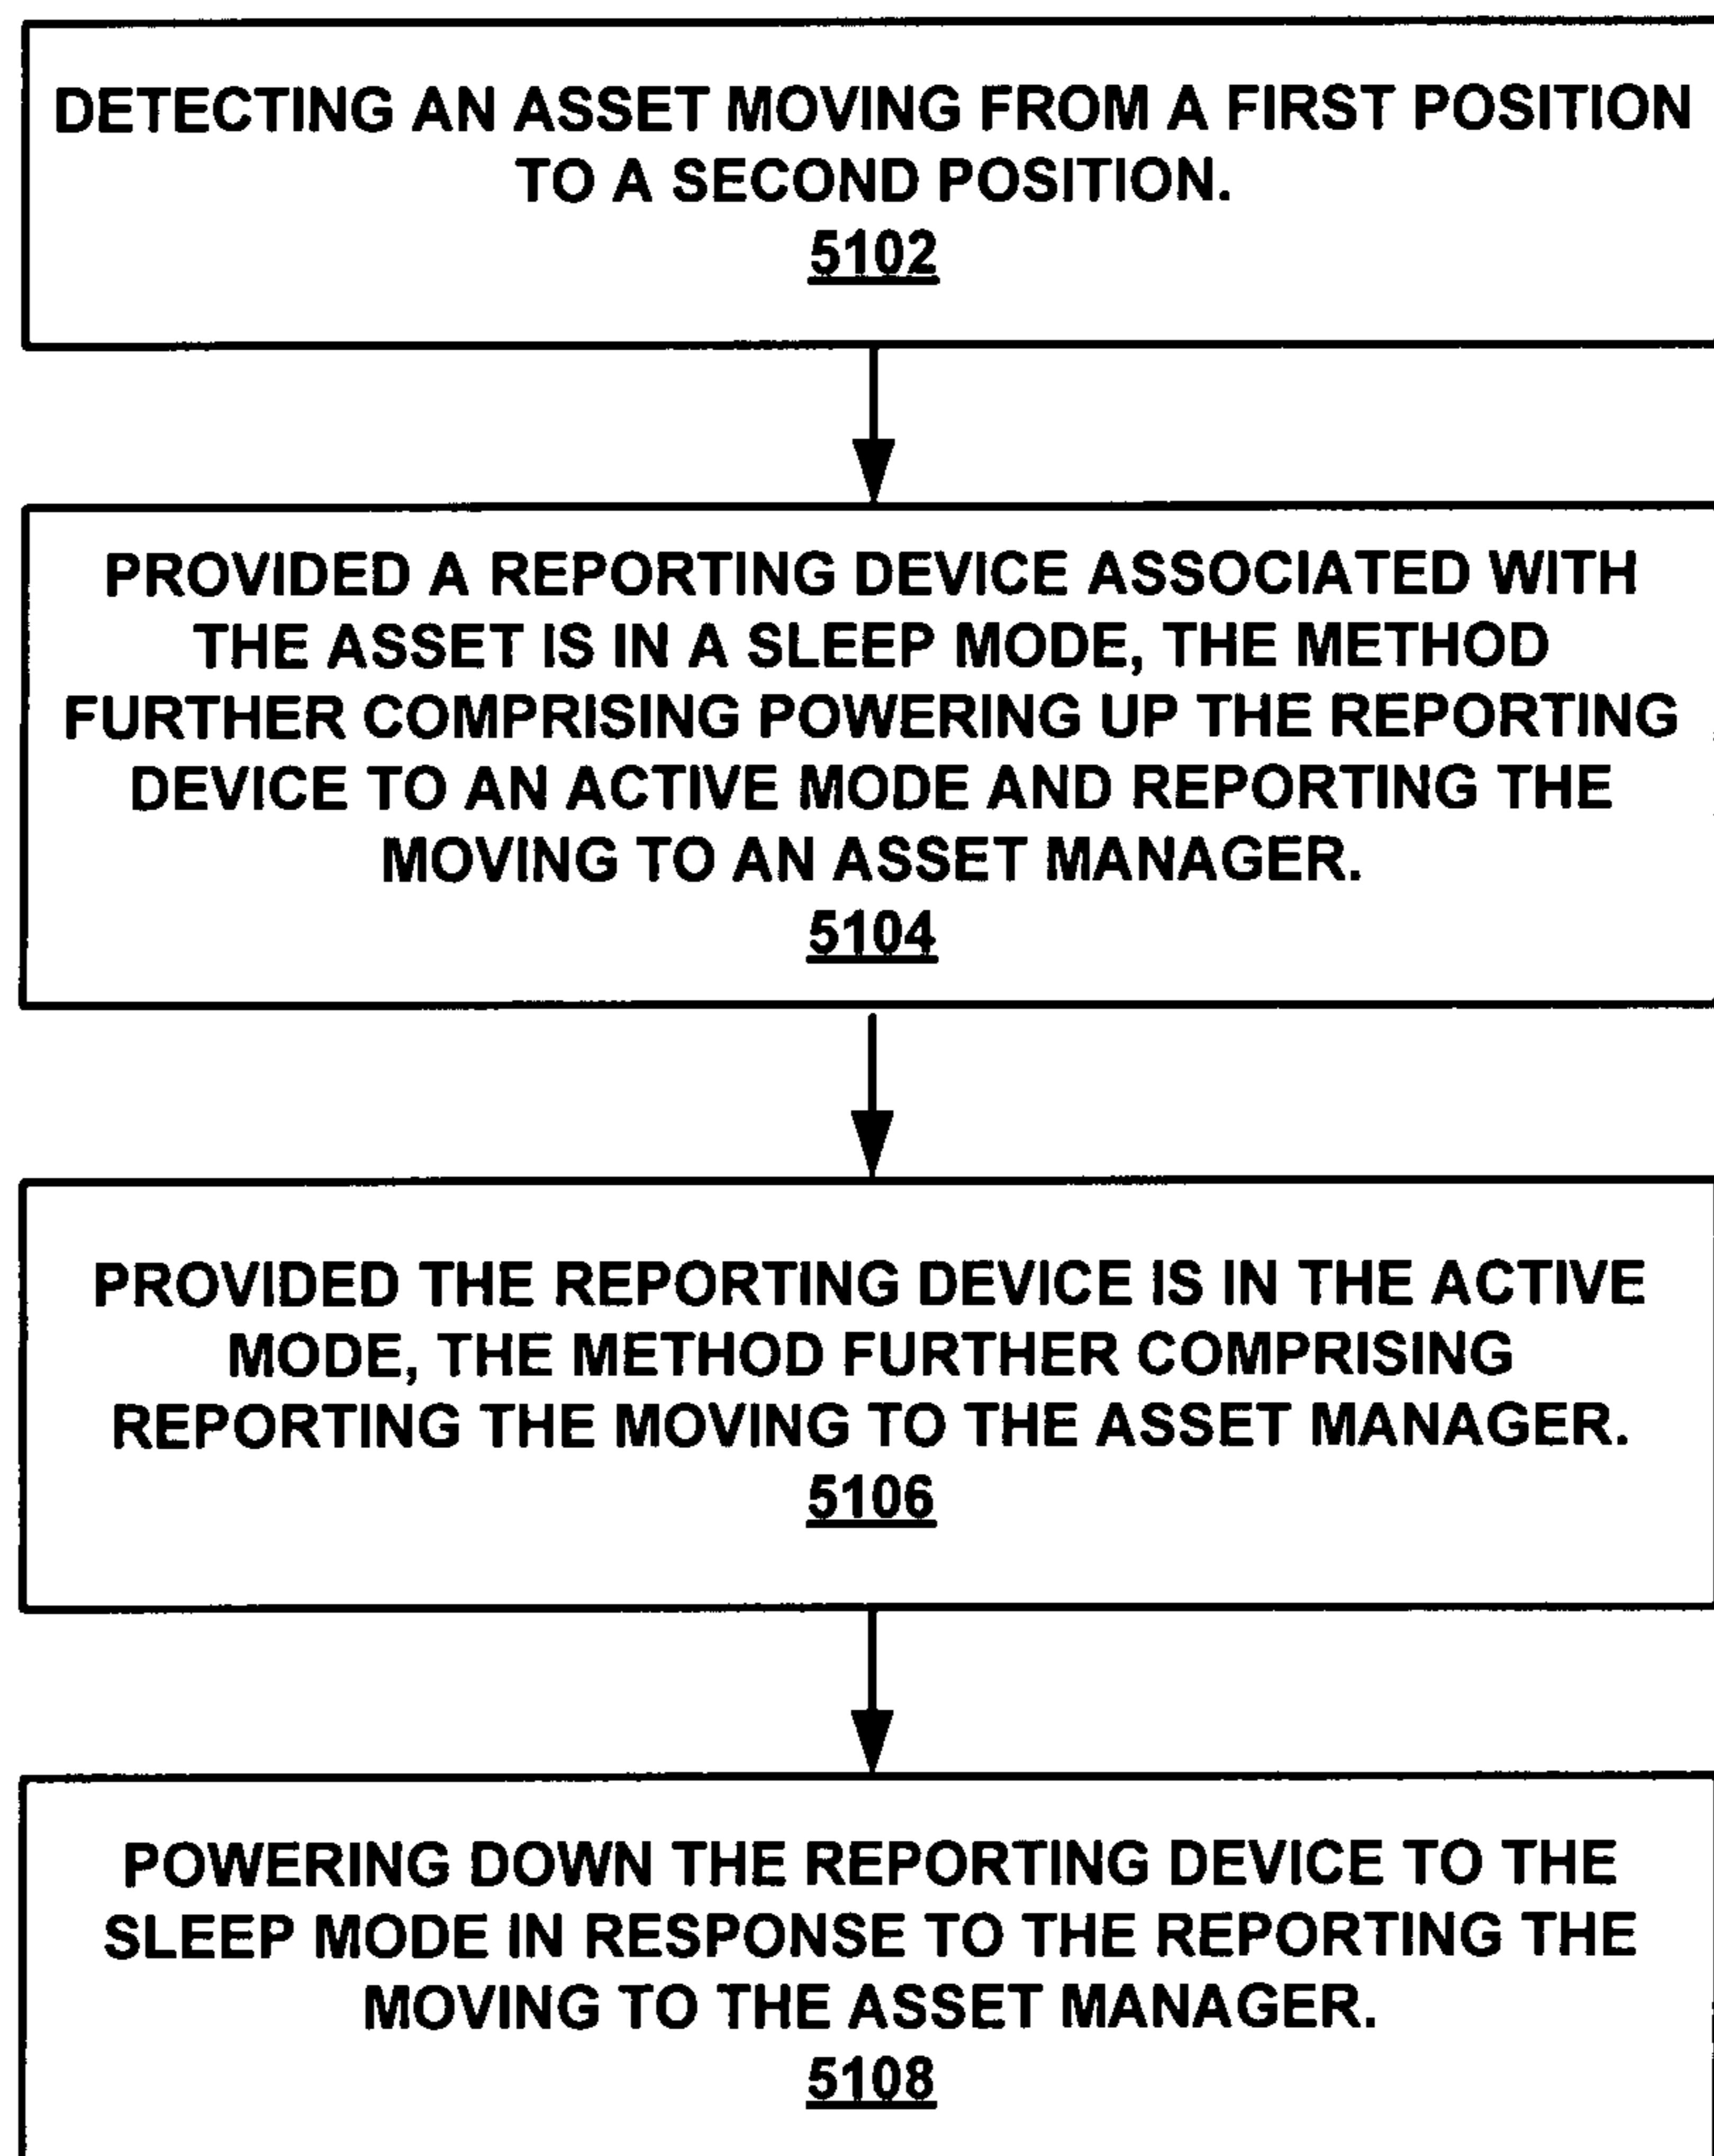 DETECTING AN ASSET MOVING FROM A FIRST POSITION
TO A SECOND POSITION.
5102
PROVIDED A REPORTING DEVICE ASSOCIATED WITH
THE ASSET IS IN A SLEEP MODE, THE METHOD
FURTHER COMPRISING POWERING UP THE REPORTING
DEVICE TO AN ACTIVE MODE AND REPORTING THE
MOVING TO AN ASSET MANAGER.
5104
PROVIDED THE REPORTING DEVICE IS IN THE ACTIVE
MODE, THE METHOD FURTHER COMPRISING
REPORTING THE MOVING TO THE ASSET MANAGER.
5106
POWERING DOWN THE REPORTING DEVICE TO THE
SLEEP MODE IN RESPONSE TO THE REPORTING THE
MOVING TO THE ASSET MANAGER.
5108